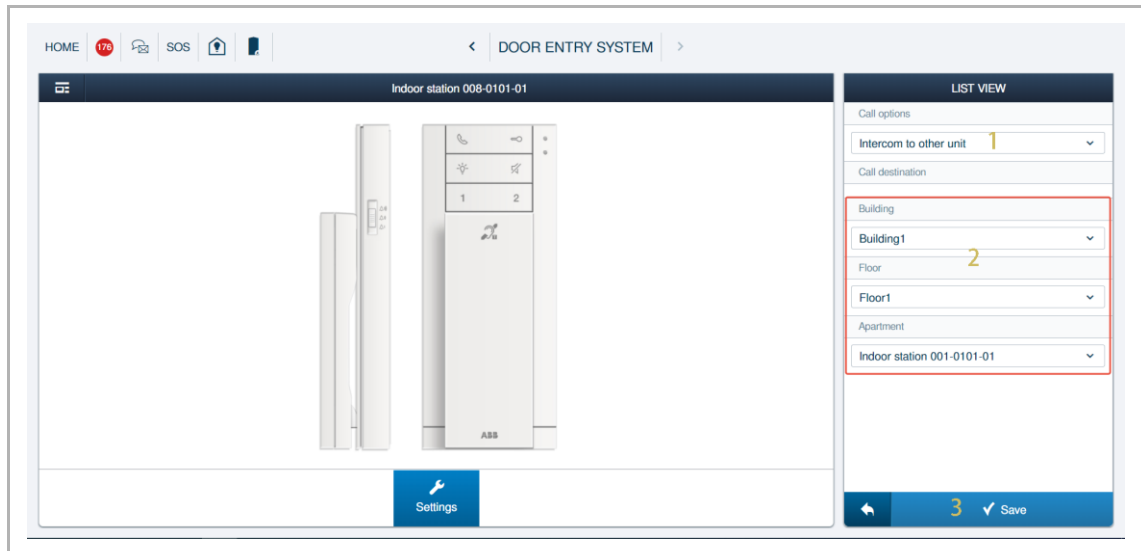 HOME 176 SOS < DOOR ENTRY SYSTEM >
Indoor station 008-0101-01
1 2
ABB
Settings
LIST VIEW
Call options
Intercom to other unit 1
Call destination
Building
Building1
2
Floor
Floor1
Apartment
Indoor station 001-0101-01
3 Save